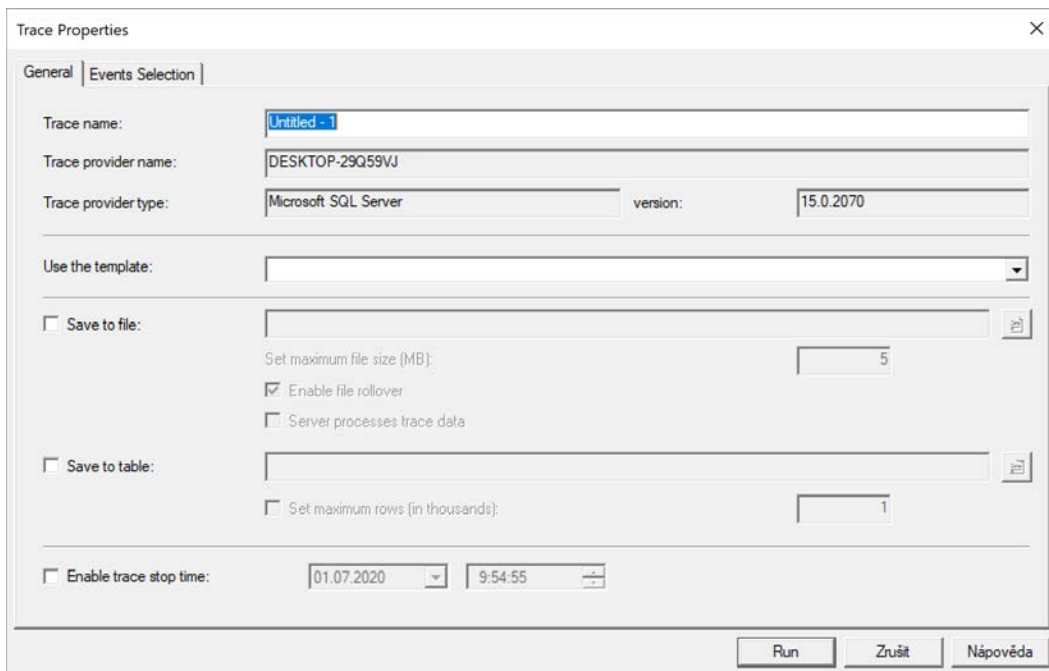 Trace Properties
General Events Selection
Trace name: Untitled - 1
Trace provider name: DESKTOP-29Q59VJ
Trace provider type: Microsoft SQL Server version: 15.0.2070
Use the template:
Save to file:
Set maximum file size (MB): 5
Enable file rollover
Server processes trace data
Save to table:
Set maximum rows (in thousands): 1
Enable trace stop time: 01.07.2020 9:54:55
Run Zrušit Nápověda